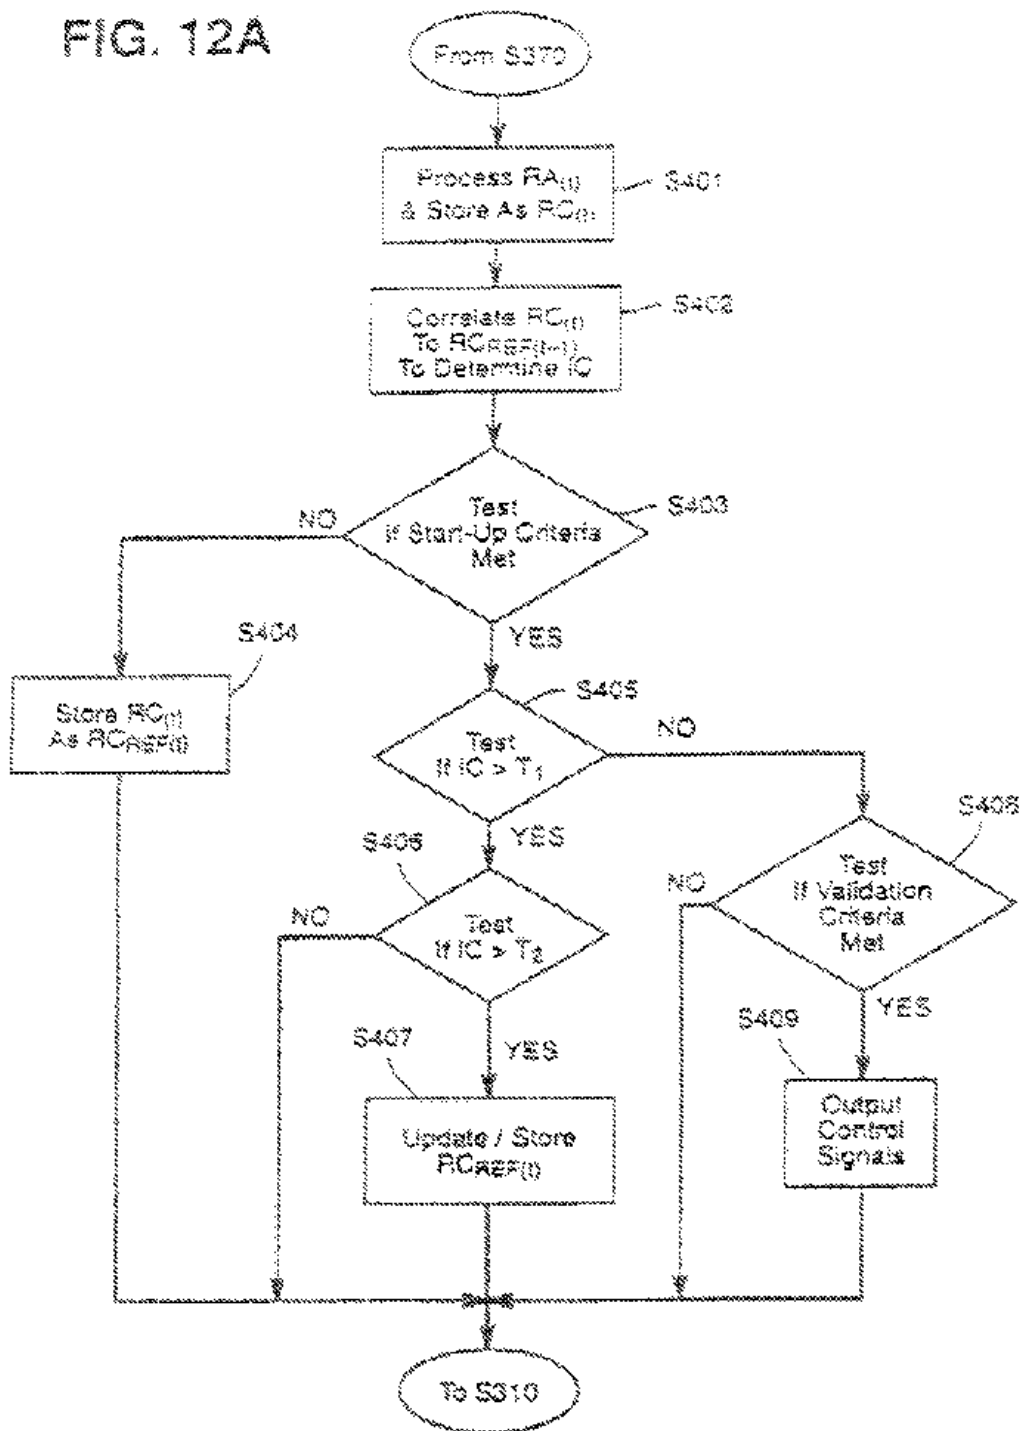 FIG. 12A
From S370
Process RA(t)
& Store As RC(t)
S401
Correlate RC(t)
To RCREF(t-1)
To Determine IC
S402
Test
If Start-Up Criteria
Met
S403
NO
YES
S404
Store RC(t)
As RCREF(t)
S405
Test
If IC > T1
NO
YES
S406
Test
If IC > T2
NO
YES
S408
Test
If Validation
Criteria
Met
NO
YES
S407
Update / Store
RCREF(t)
S409
Output
Control
Signals
To S310